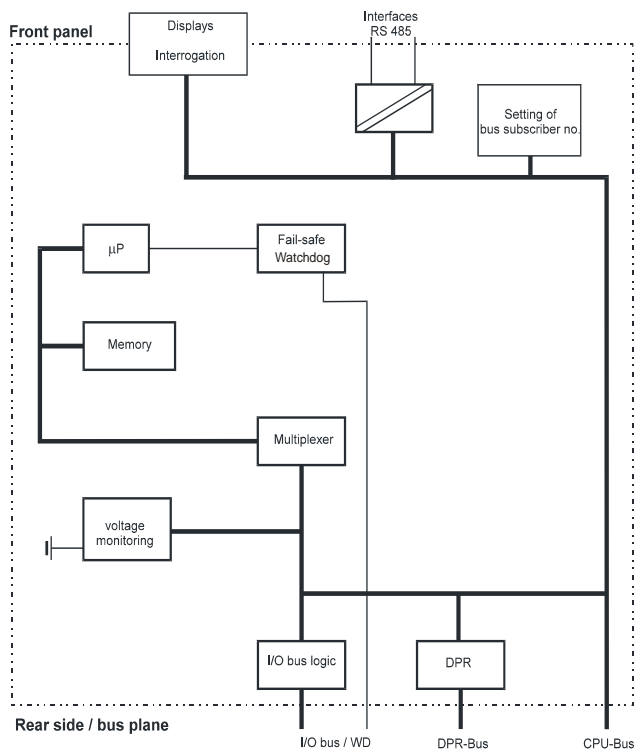 Front panel
Displays
Interrogation
Interfaces
RS 485
Setting of
bus subscriber no.
µP
Fail-safe
Watchdog
Memory
Multiplexer
voltage
monitoring
I/O bus logic
DPR
Rear side / bus plane
I/O bus / WD
DPR-Bus
CPU-Bus